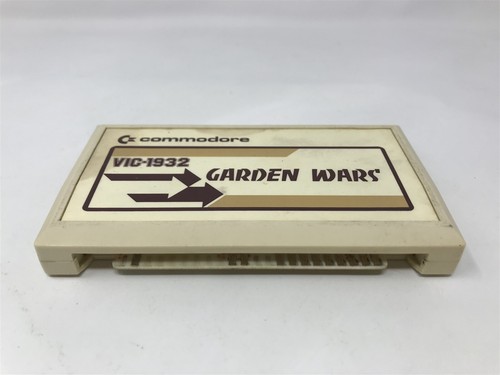 commodore
VIC-1932
GARDEN WARS